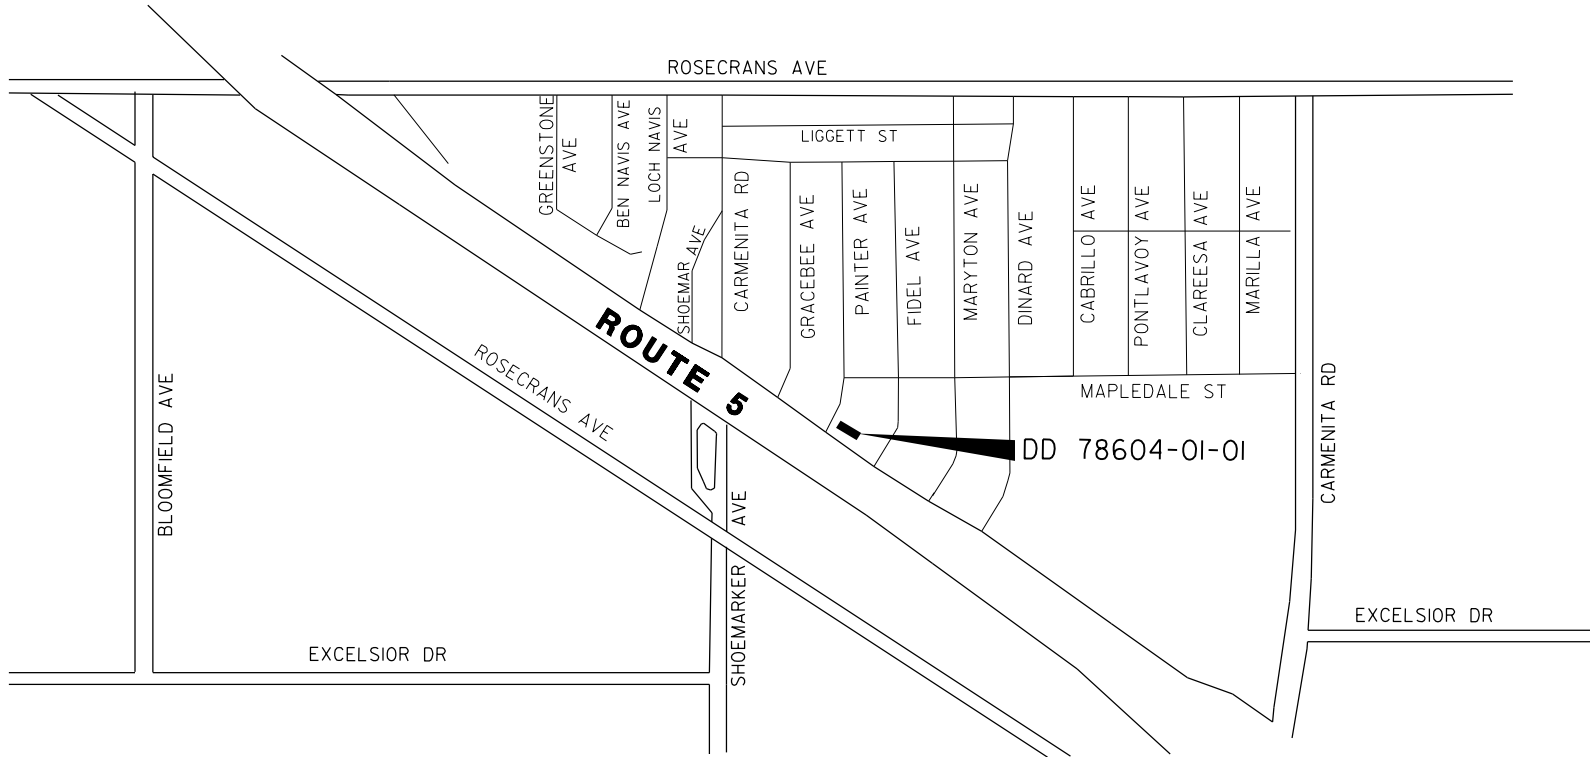 ROSECRANS AVE
GREENSTONE
AVE
BEN NAVIS AVE
LOCH NAVIS
AVE
LIGGETT ST
SHOEMAR AVE
CARMENITA RD
GRACEBEE AVE
PAINTER AVE
FIDEL AVE
MARYTON AVE
DINARD AVE
CABRILLO AVE
PONTLAVOY AVE
CLAREESA AVE
MARILLA AVE
ROUTE 5
ROSECRANS AVE
BLOOMFIELD AVE
MAPLEDALE ST
CARMENITA RD
DD 78604-01-01
SHOEMARKER AVE
EXCELSIOR DR
EXCELSIOR DR